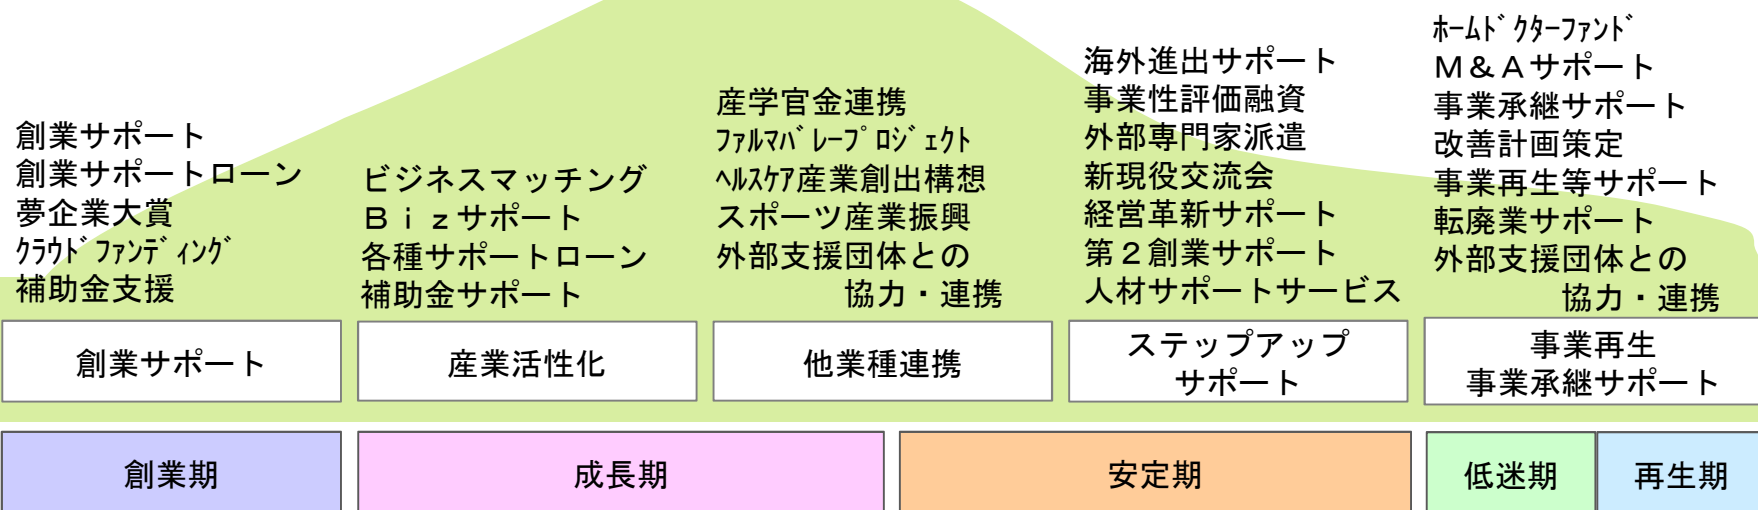 創業サポート
創業サポートローン
夢企業大賞
ｸﾗｳﾄﾞﾌｧﾝﾃﾞｨﾝｸﾞ
補助金支援
創業サポート
ビジネスマッチング
Ｂｉｚサポート
各種サポートローン
補助金サポート
産業活性化
産学官金連携
ﾌｧﾙﾏﾊﾞﾚｰﾌﾟﾛｼﾞｪｸﾄ
ﾍﾙｽｹｱ産業創出構想
スポーツ産業振興
外部支援団体との
協力・連携
他業種連携
海外進出サポート
事業性評価融資
外部専門家派遣
新現役交流会
経営革新サポート
第２創業サポート
人材サポートサービス
ステップアップ
サポート
ﾎｰﾑﾄﾞｸﾀｰﾌｧﾝﾄﾞ
Ｍ＆Ａサポート
事業承継サポート
改善計画策定
事業再生等サポート
転廃業サポート
外部支援団体との
協力・連携
事業再生
事業承継サポート
創業期
成長期
安定期
低迷期
再生期